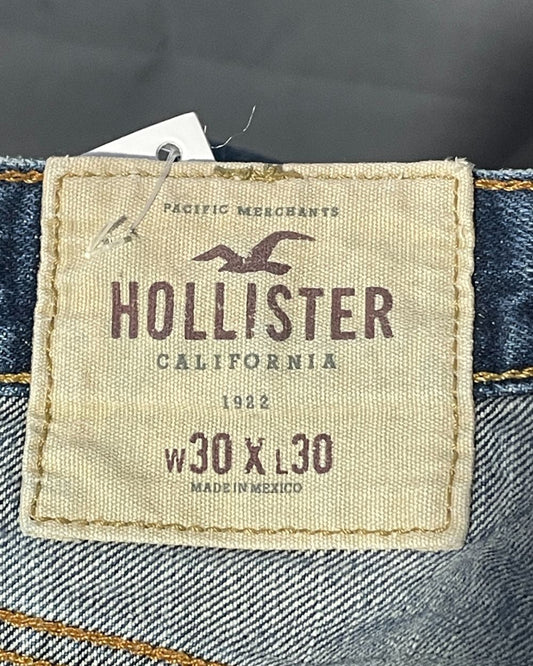 PACIFIC MERCHANTS
HOLLISTER
CALIFORNIA
1922
W30 X L30
MADE IN MEXICO